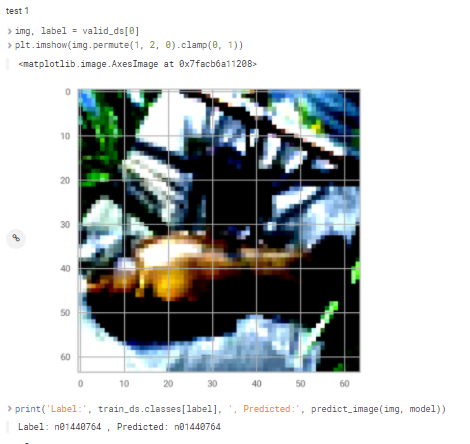 test 1
img, label = valid_ds[0]
plt.imshow(img.permute(1, 2, 0).clamp(0, 1))
<matplotlib.image.AxesImage at 0x7facb6a11208>
0
10
20
30
40
50
60
0 10 20 30 40 50 60
print('Label:', train_ds.classes[label], ', Predicted:', predict_image(img, model))
Label: n01440764 , Predicted: n01440764